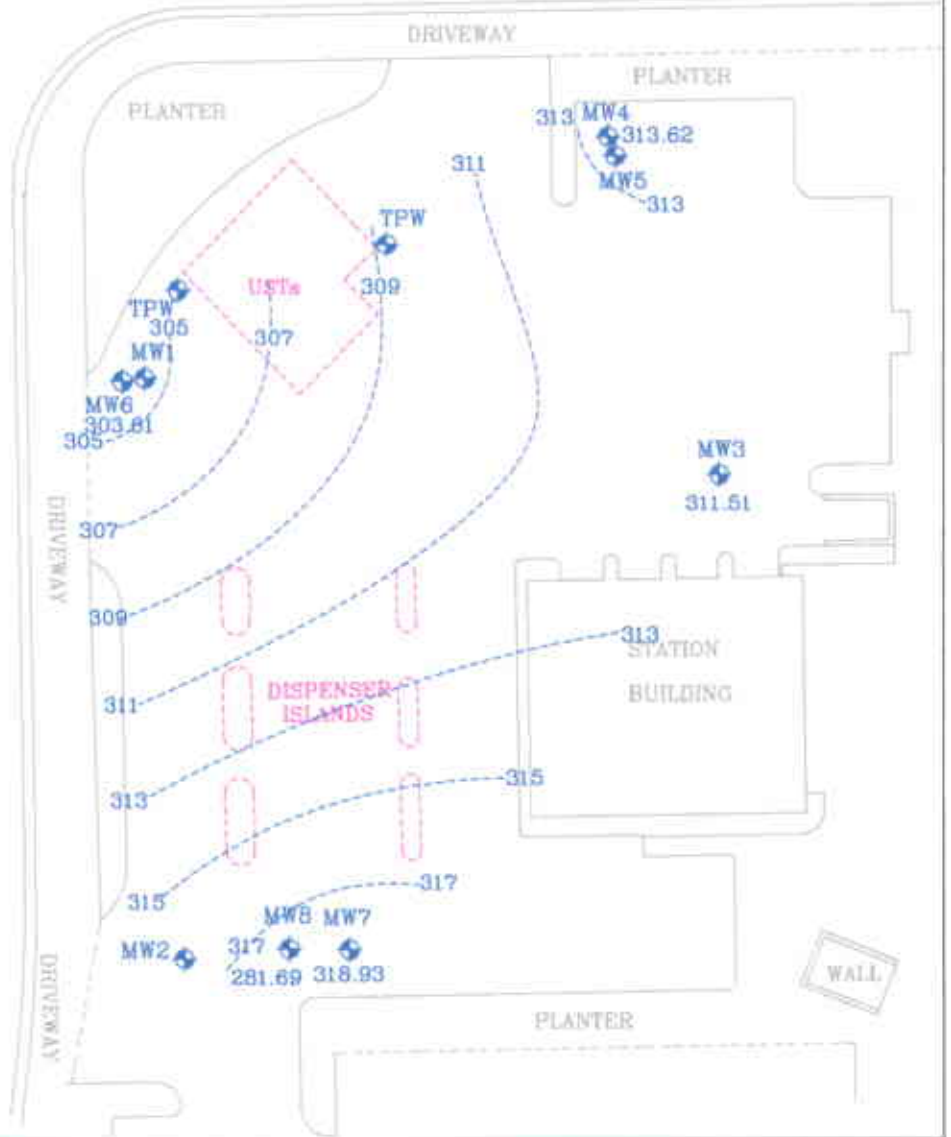 DRIVEWAY
PLANTER
PLANTER
313
MW4
313.62
MW5
313
311
TPW
309
USTs
307
TPW
305
MW1
MW6
303.81
305
MW3
311.51
307
DRIVEWAY
309
313
STATION
BUILDING
311
DISPENSER
ISLANDS
313
315
315
317
MW8
MW7
MW2
317
281.69
318.93
WALL
DRIVEWAY
PLANTER